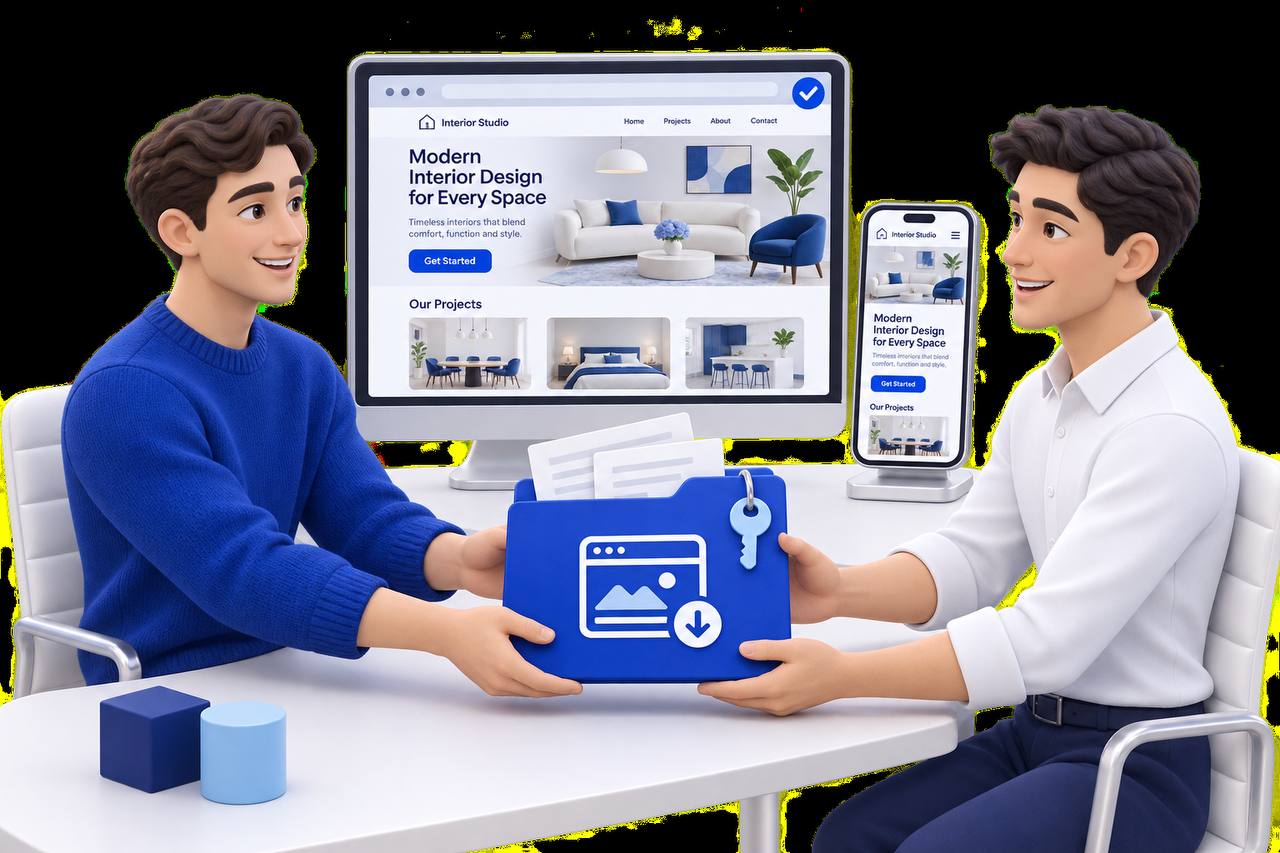 Interior Studio
Home Projects About Contact
Modern
Interior Design
for Every Space
Timeless interiors that blend
comfort, function and style.
Get Started
Our Projects
Interior Studio
Modern
Interior Design
for Every Space
Timeless interiors that blend
comfort, function and style.
Get Started
Our Projects